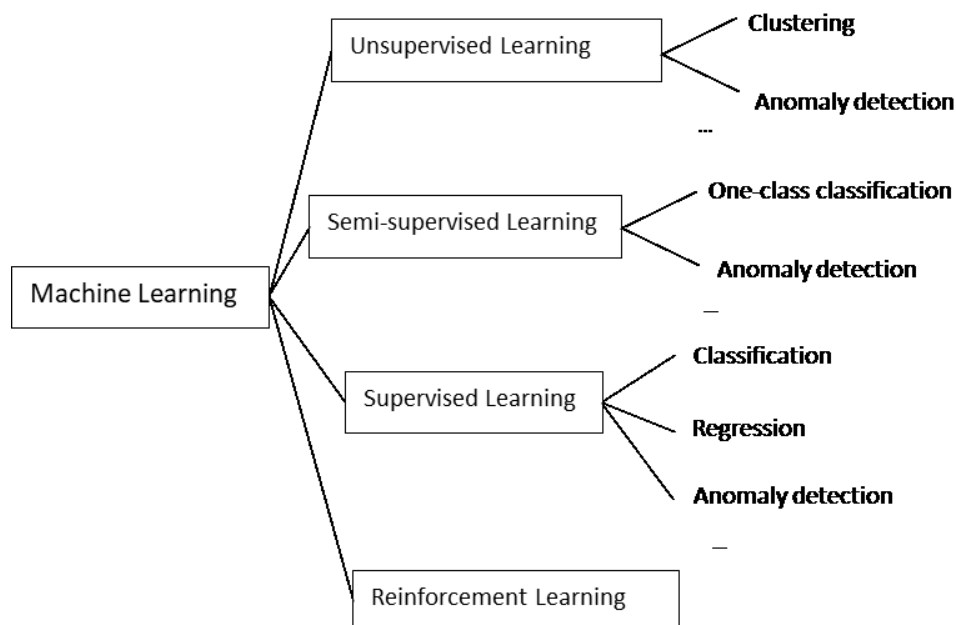 Unsupervised Learning
Clustering
Anomaly detection
...
Semi-supervised Learning
One-class classification
Anomaly detection
...
Machine Learning
Supervised Learning
Classification
Regression
Anomaly detection
...
Reinforcement Learning